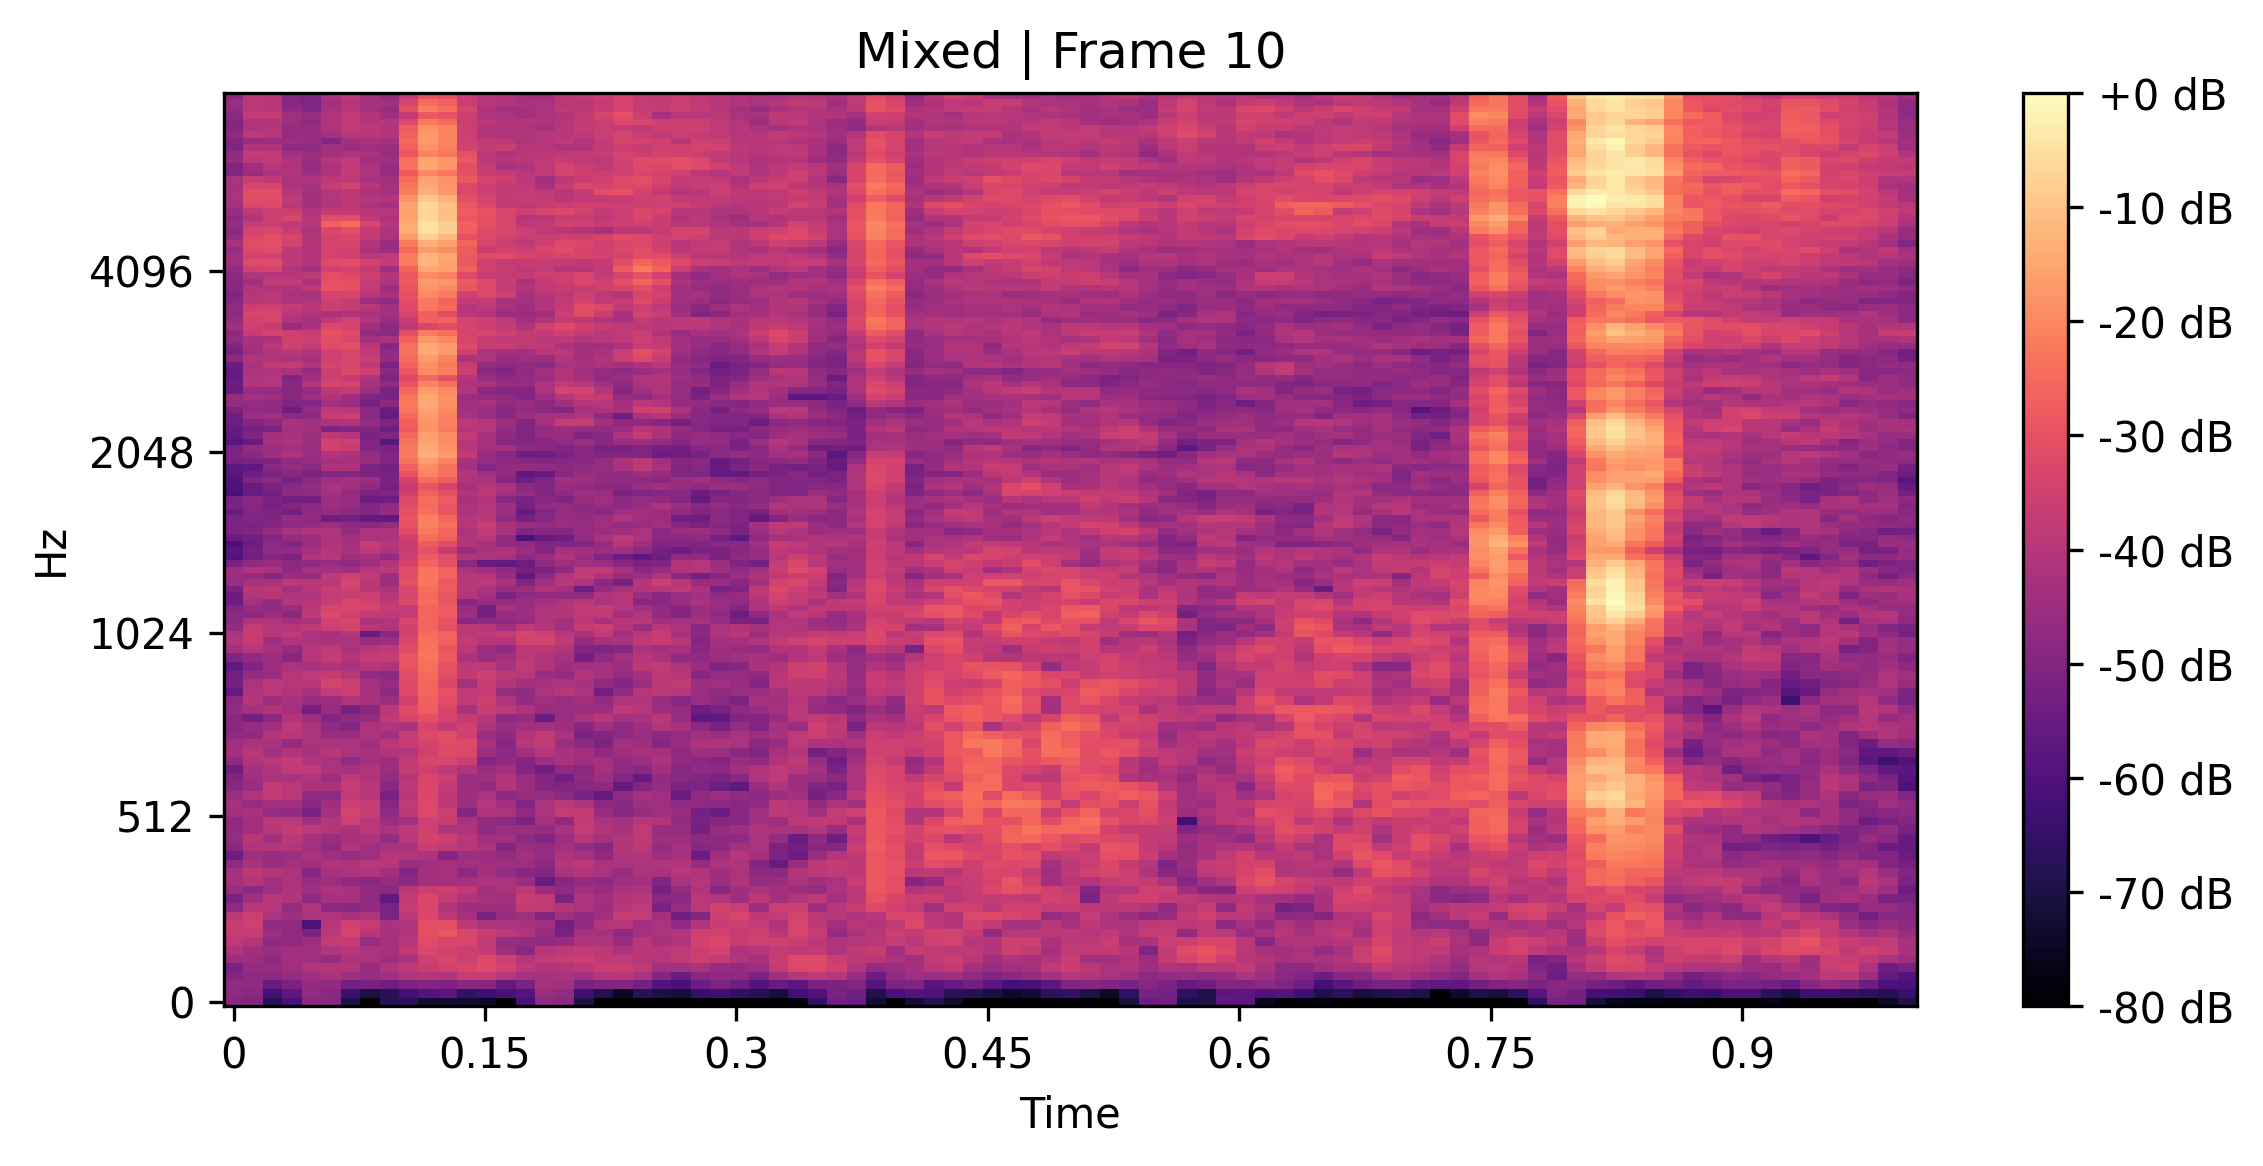 Mixed | Frame 10
Hz
4096
2048
1024
512
0
0 0.15 0.3 0.45 0.6 0.75 0.9
Time
+0 dB
-10 dB
-20 dB
-30 dB
-40 dB
-50 dB
-60 dB
-70 dB
-80 dB